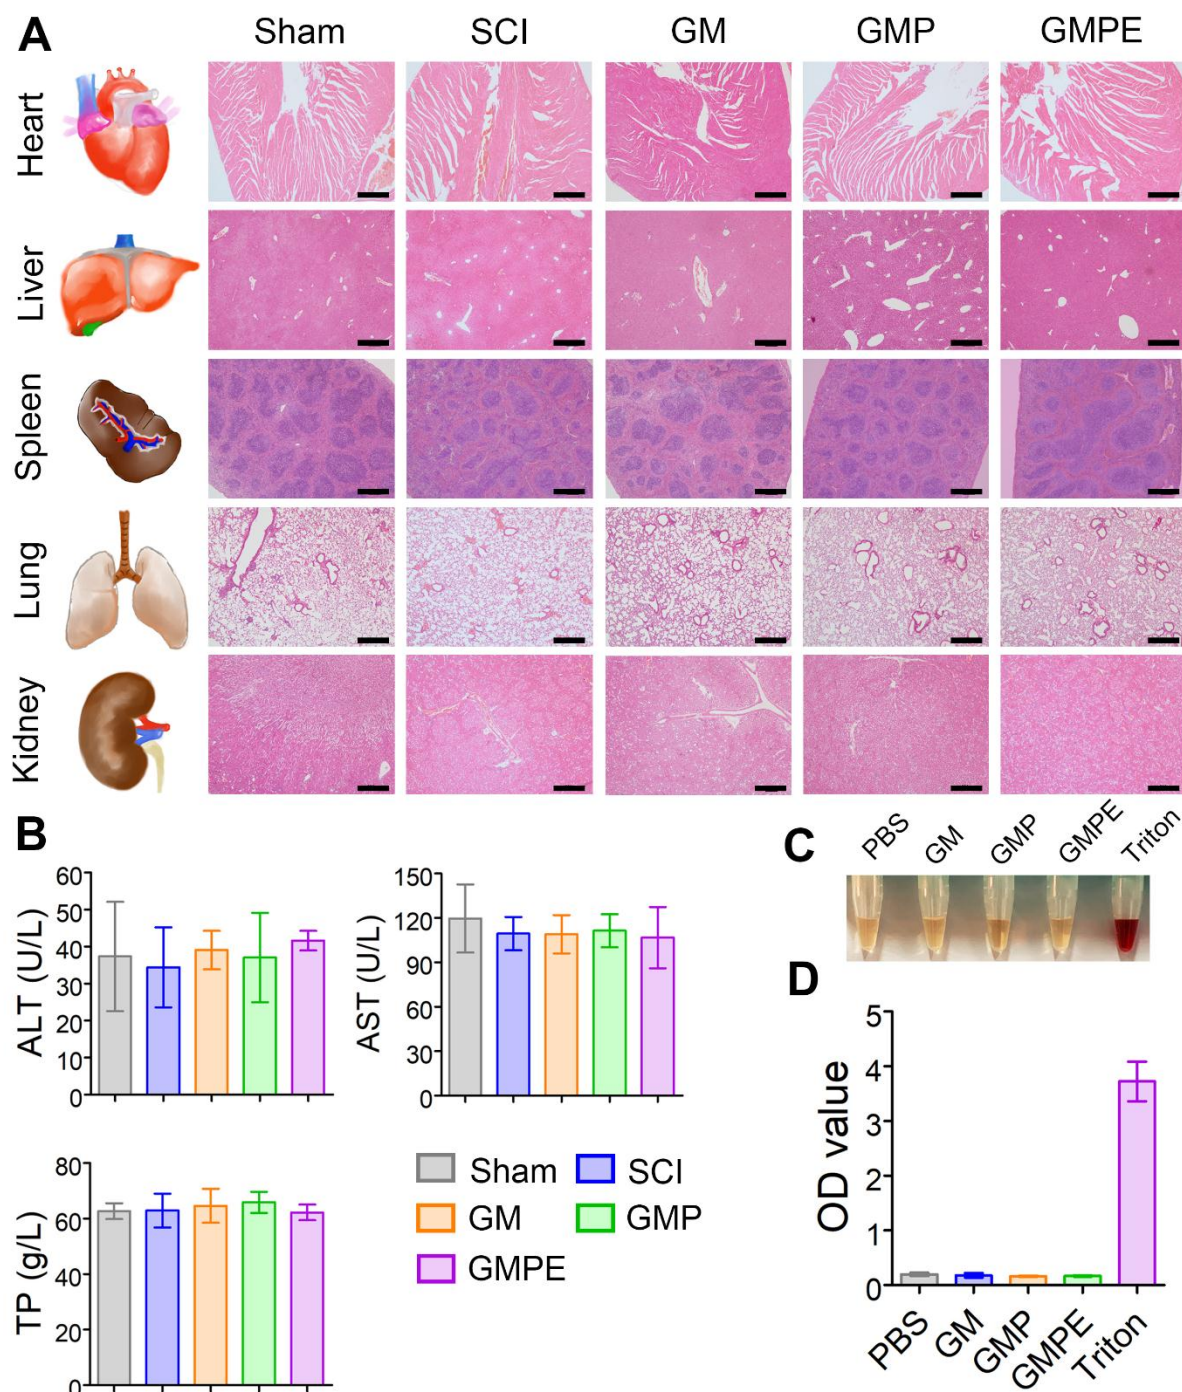 A
Sham SCI GM GMP GMPE
Heart
Liver
Spleen
Lung
Kidney
B
ALT (U/L)
60
50
40
30
20
10
0
AST (U/L)
150
120
90
60
30
0
TP (g/L)
80
60
40
20
0
Sham SCI
GM GMP
GMPE
C
PBS GM GMP GMPE Triton
D
OD value
5
4
3
2
1
0
PBS GM GMP GMPE Triton